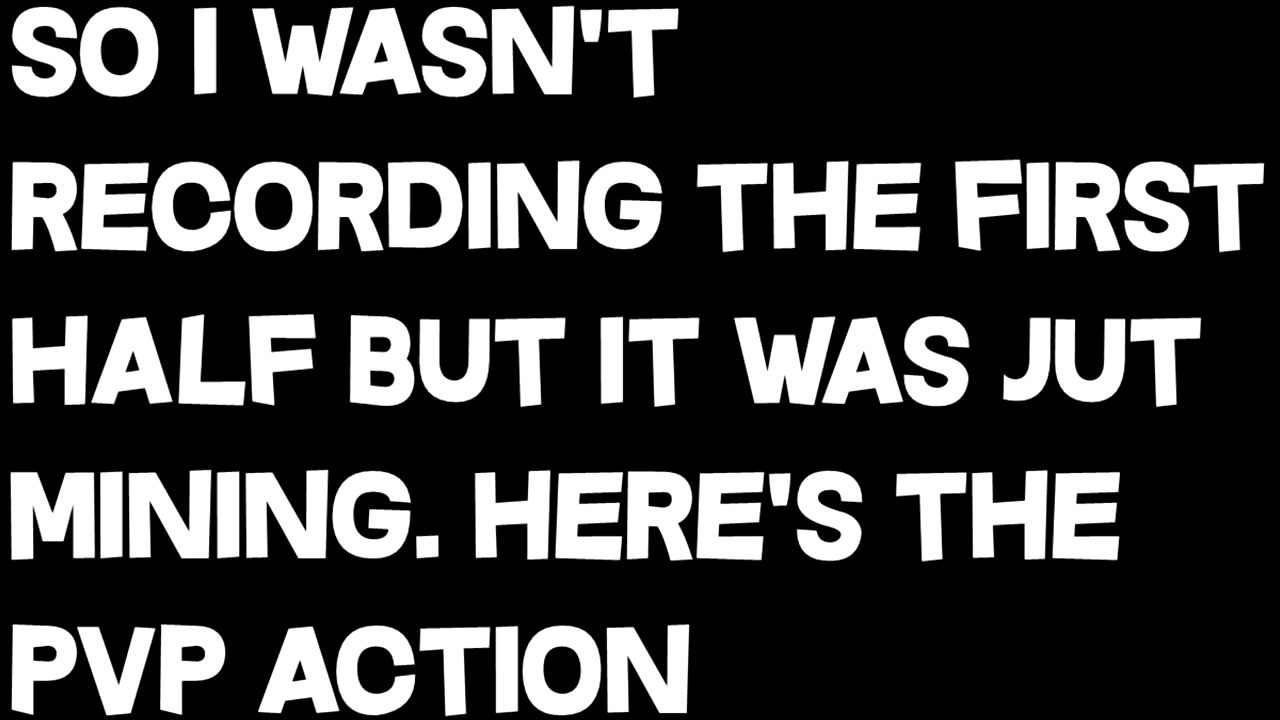 SO I WASN'T
RECORDING THE FIRST
HALF BUT IT WAS JUT
MINING. HERE'S THE
PVP ACTION